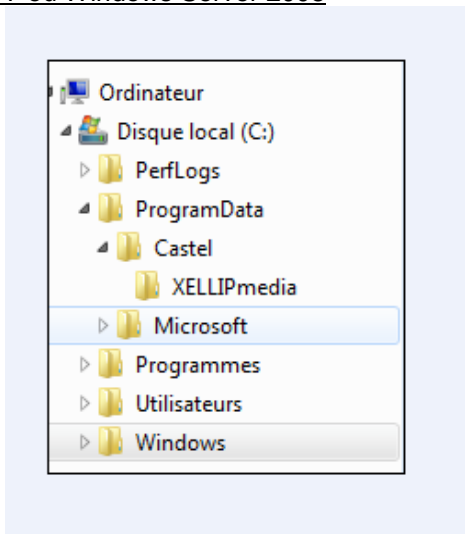 ou Windows Server 2008
Ordinateur
Disque local (C:)
PerfLogs
ProgramData
Castel
XELLIPmedia
Microsoft
Programmes
Utilisateurs
Windows